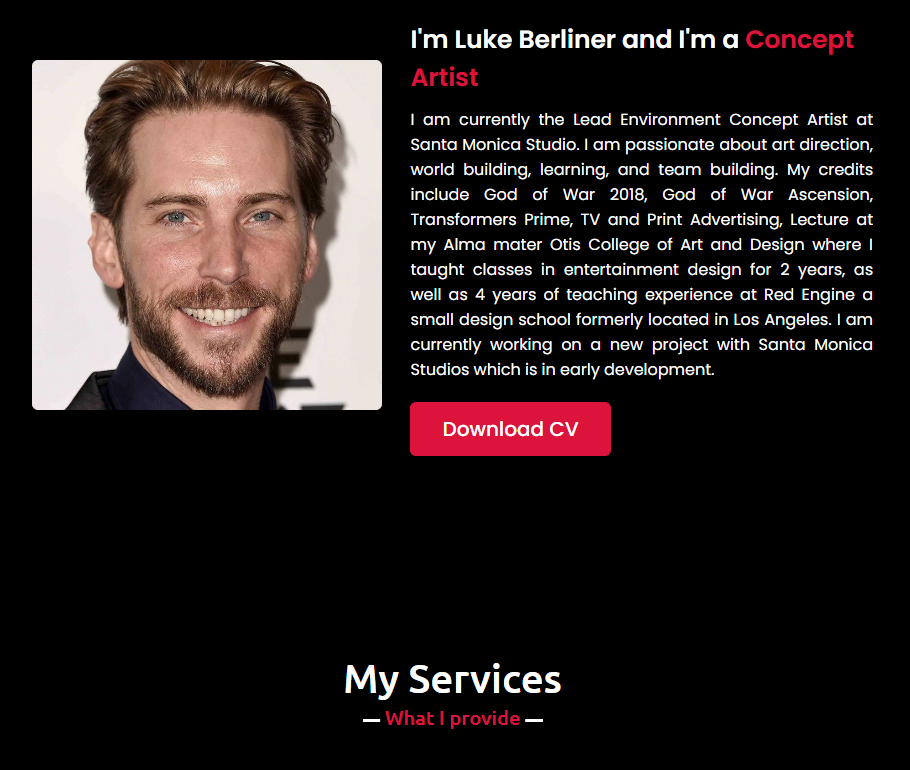 I'm Luke Berliner and I'm a Concept
Artist
I am currently the Lead Environment Concept Artist at
Santa Monica Studio. I am passionate about art direction,
world building, learning, and team building. My credits
include God of War 2018, God of War Ascension,
Transformers Prime, TV and Print Advertising, Lecture at
my Alma mater Otis College of Art and Design where I
taught classes in entertainment design for 2 years, as
well as 4 years of teaching experience at Red Engine a
small design school formerly located in Los Angeles. I am
currently working on a new project with Santa Monica
Studios which is in early development.
Download CV
My Services
What I provide